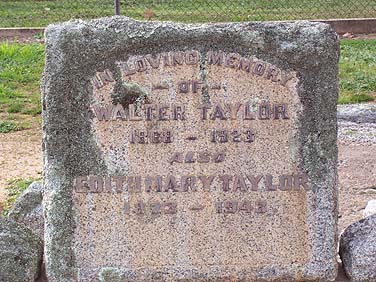 IN LOVING MEMORY
- OF -
WALTER TAYLOR
1868 - 1923
ALSO
EDITH MARY TAYLOR
1893 - 1943